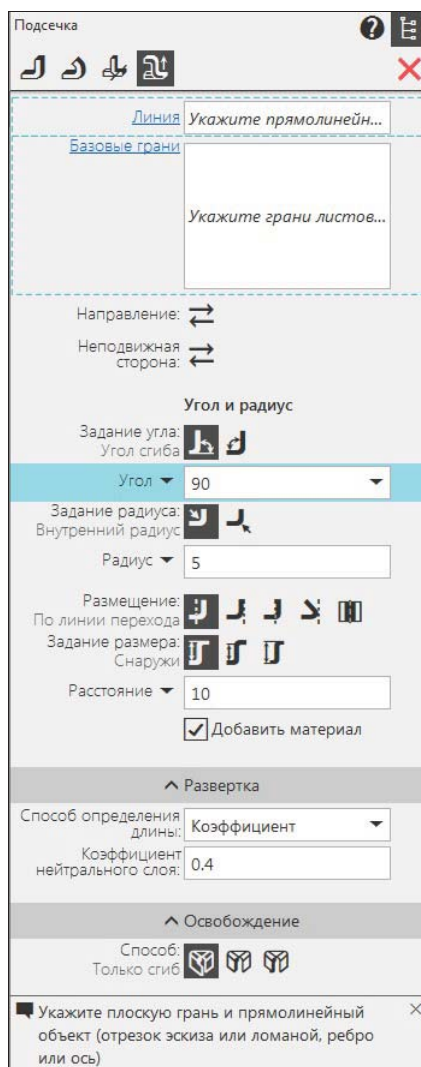 Подсечка
Линия Укажите прямолинейн...
Базовые грани
Укажите грани листов...
Направление:
Неподвижная
сторона:
Угол и радиус
Задание угла:
Угол сгиба
Угол 90
Задание радиуса:
Внутренний радиус
Радиус 5
Размещение:
По линии перехода
Задание размера:
Снаружи
Расстояние 10
Добавить материал
Развертка
Способ определения
длины: Коэффициент
Коэффициент
нейтрального слоя: 0.4
Освобождение
Способ:
Только сгиб
Укажите плоскую грань и прямолинейный
объект (отрезок эскиза или ломаной, ребро
или ось)